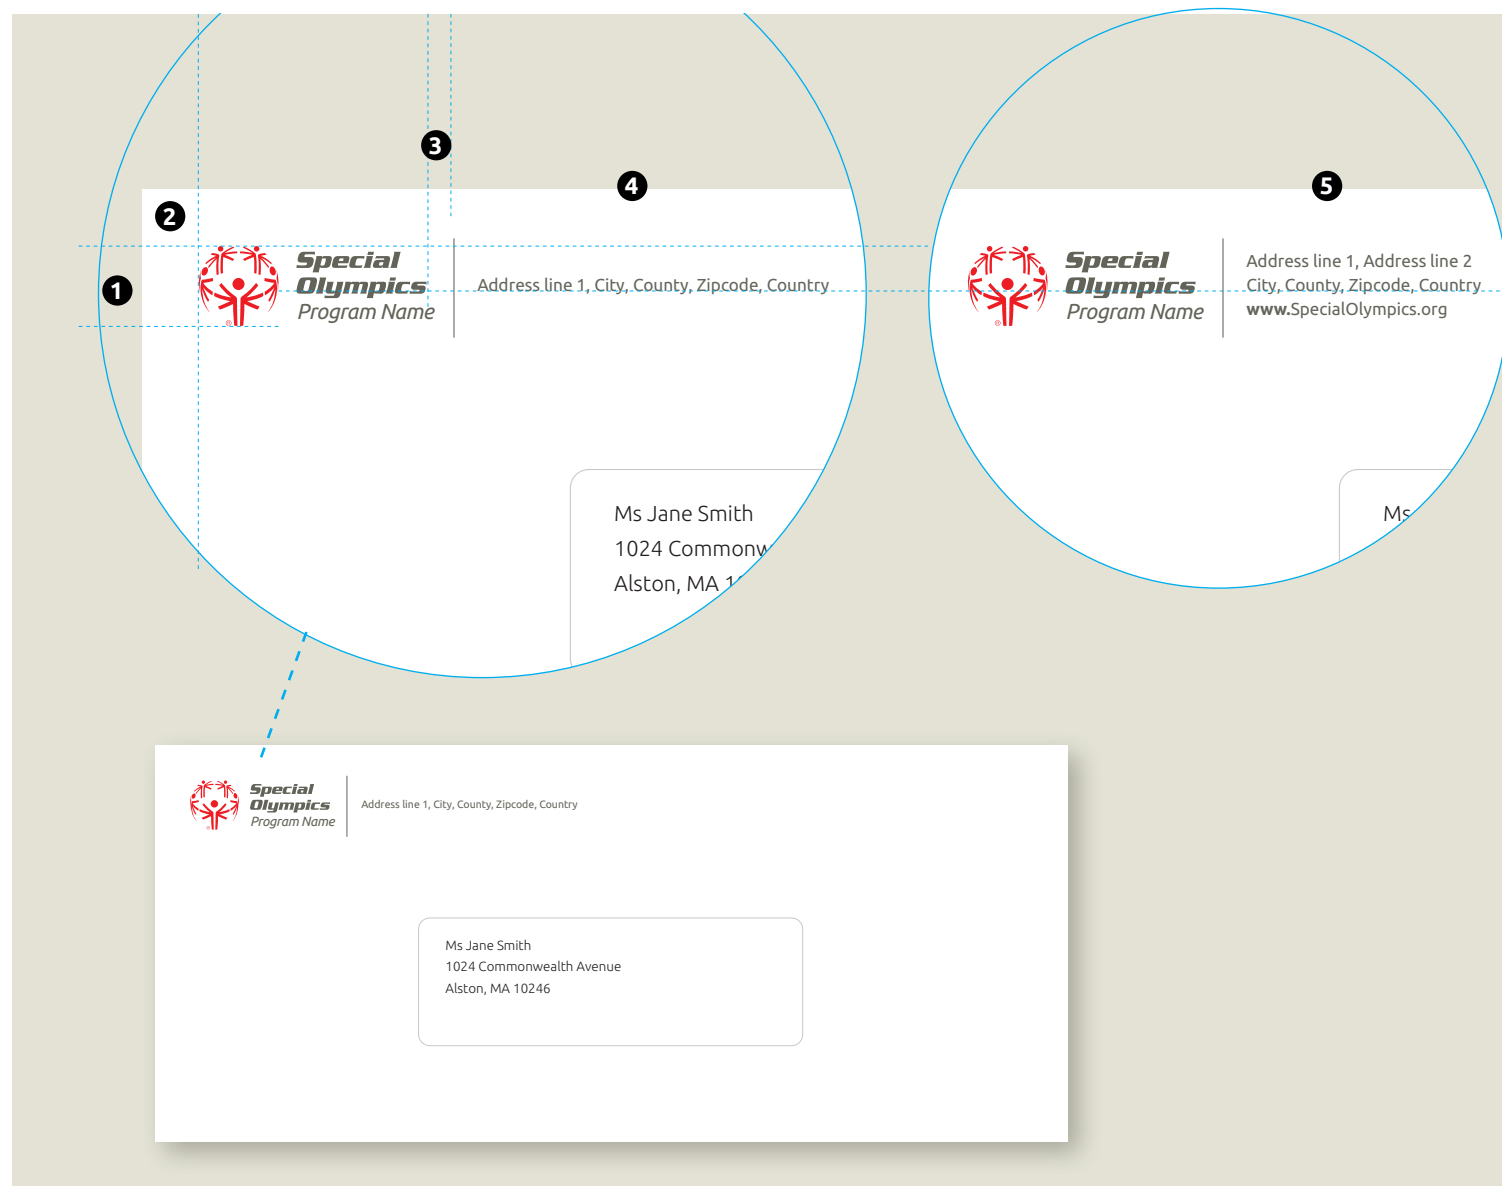 3
4
5
2
1
Special
Olympics
Program Name
®
Address line 1, City, County, Zipcode, Country
Special
Olympics
Program Name
®
Address line 1, Address line 2
City, County, Zipcode, Country
www.SpecialOlympics.org
Ms Jane Smith
1024 Commonw
Alston, MA 1
Ms
Special
Olympics
Program Name
®
Address line 1, City, County, Zipcode, Country
Ms Jane Smith
1024 Commonwealth Avenue
Alston, MA 10246